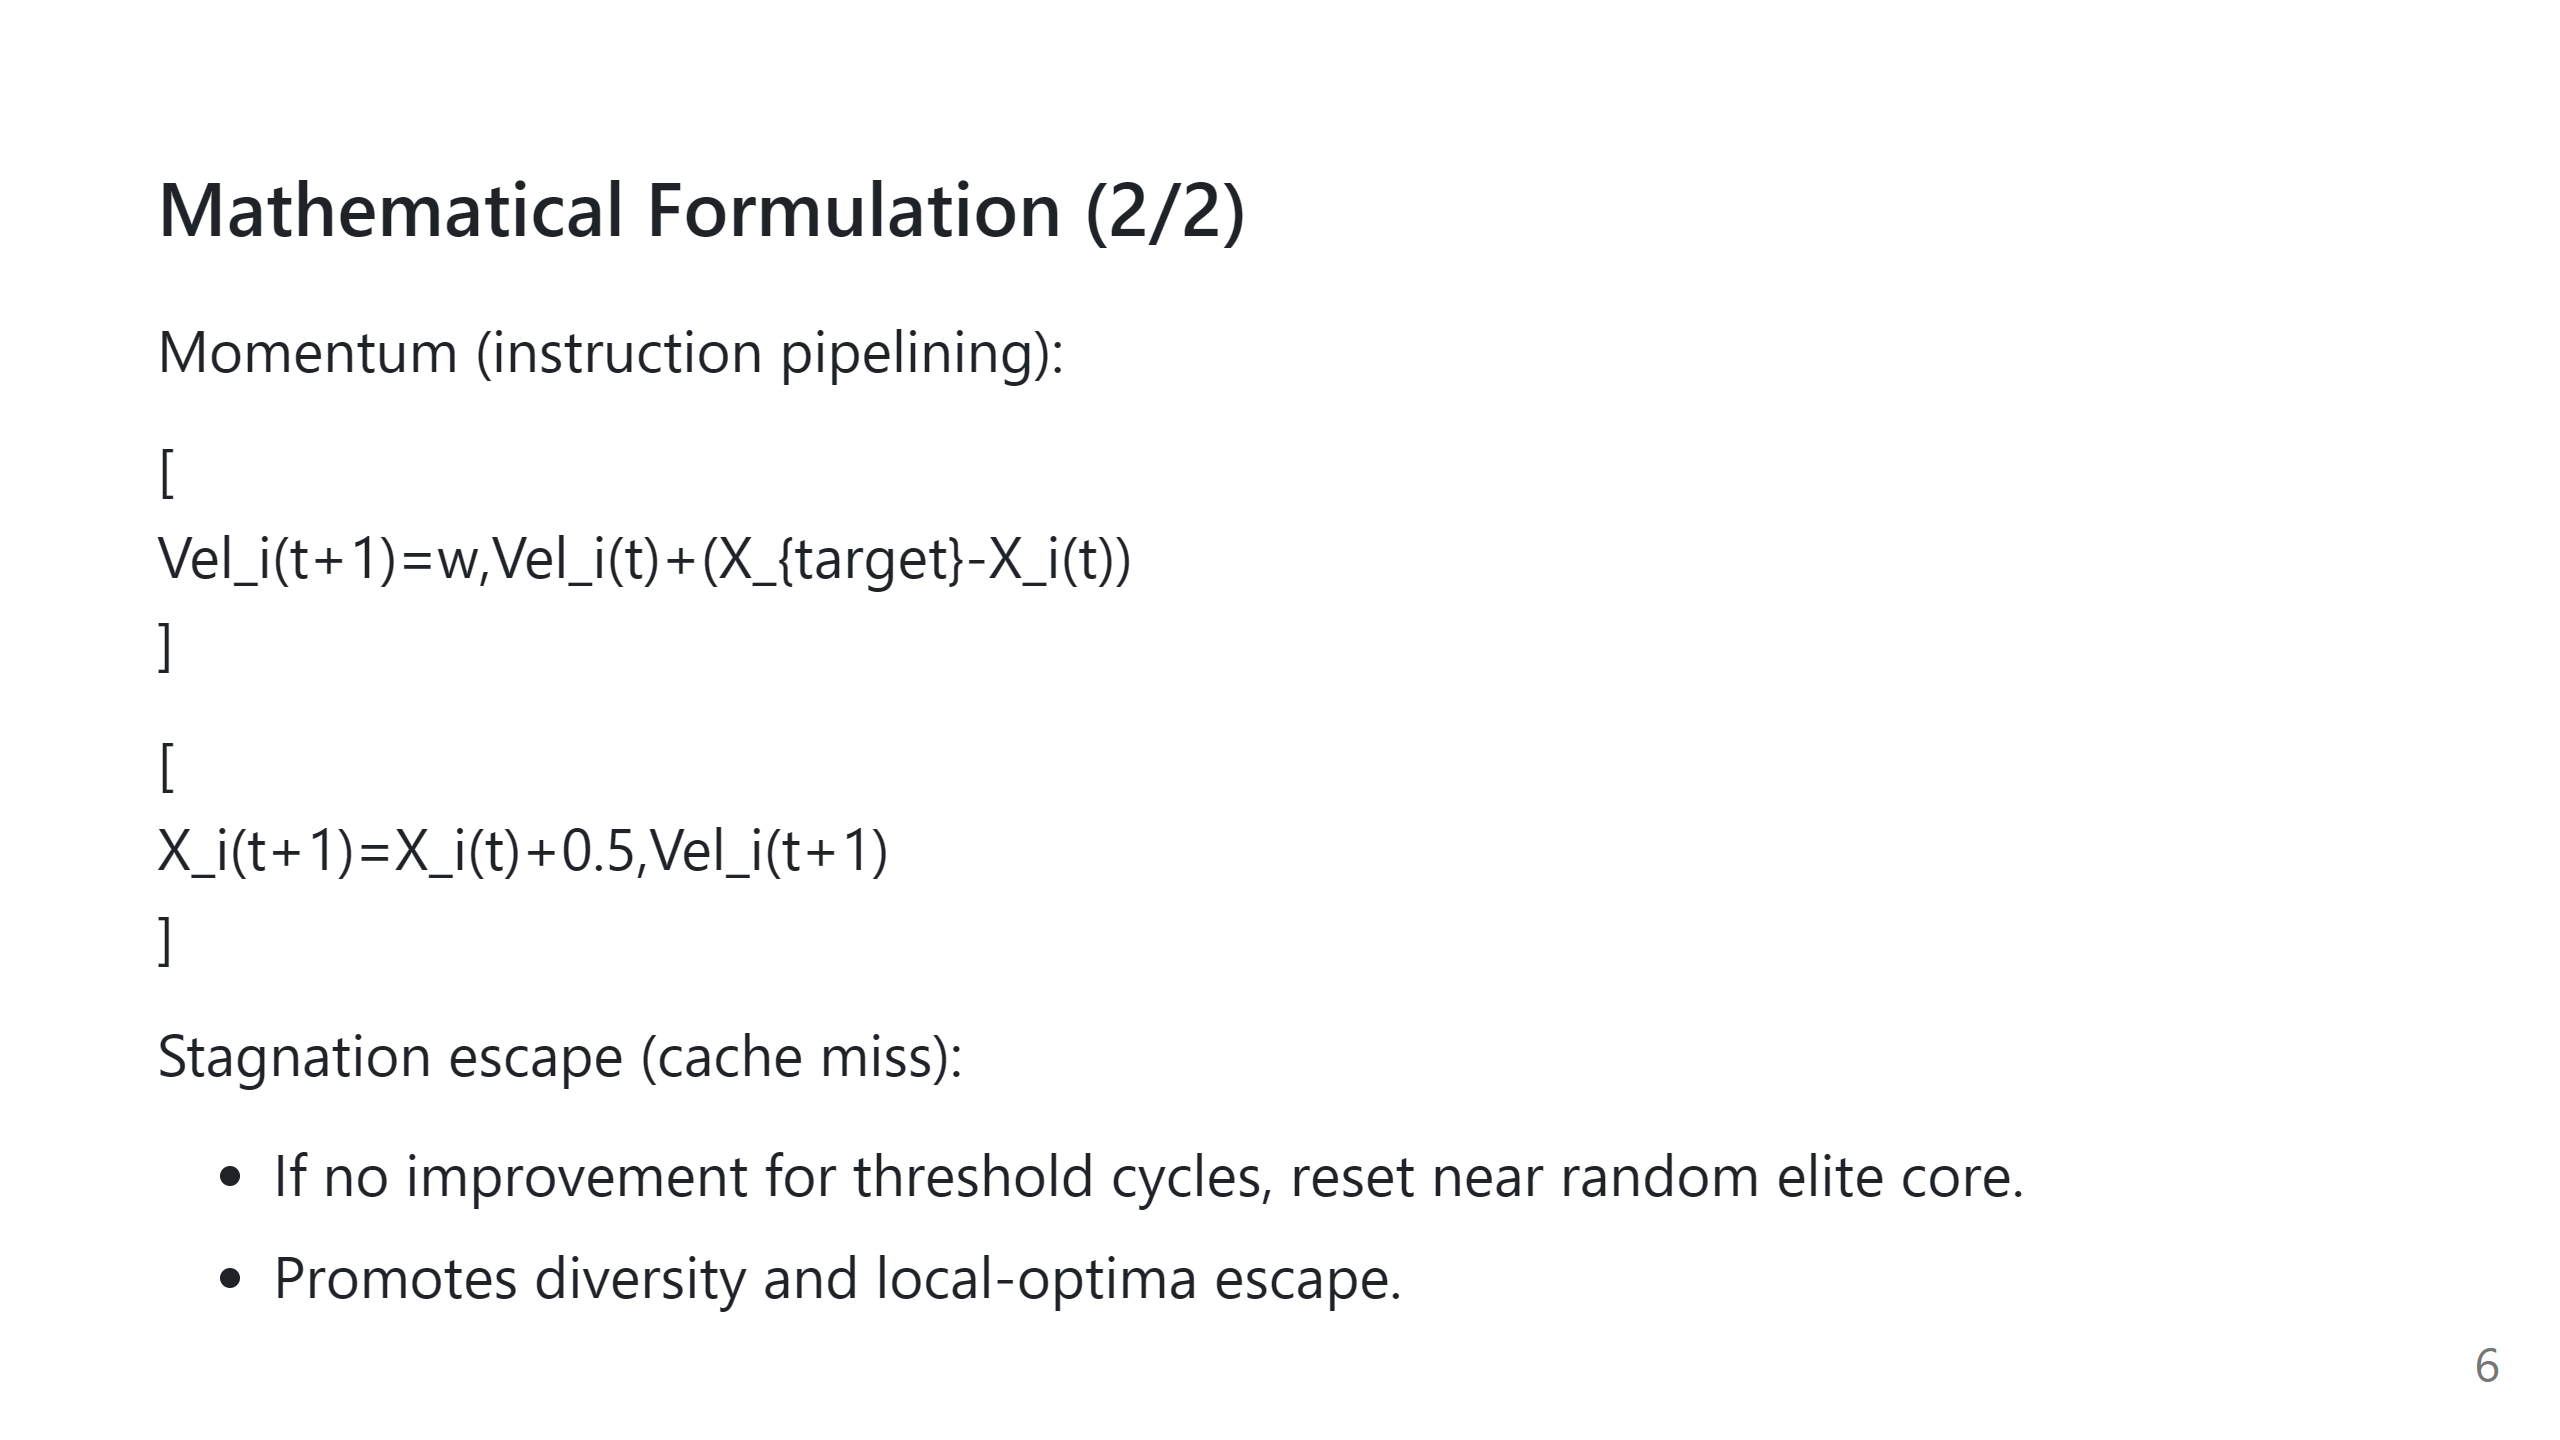 Mathematical Formulation (2/2)
Momentum (instruction pipelining):
[
Vel_i(t+1)=w,Vel_i(t)+(X_{target}-X_i(t))
]
[
X_i(t+1)=X_i(t)+0.5,Vel_i(t+1)
]
Stagnation escape (cache miss):
• If no improvement for threshold cycles, reset near random elite core.
• Promotes diversity and local-optima escape.
6